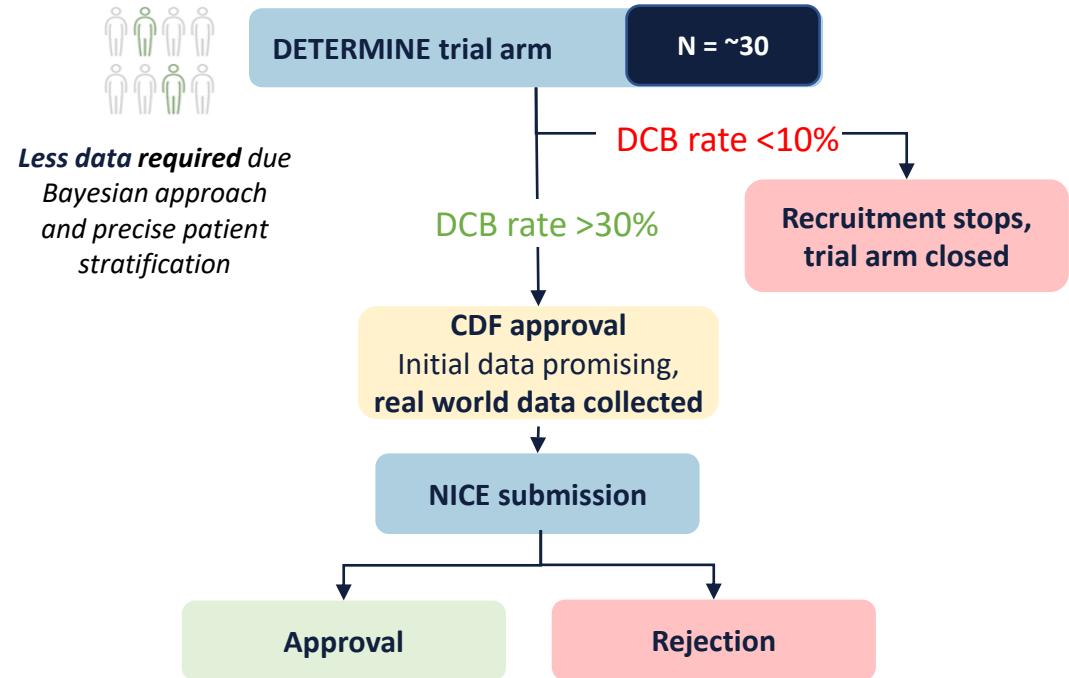 DETERMINE trial arm
N = ~30
Less data required due
Bayesian approach
and precise patient
stratification
DCB rate <10%
Recruitment stops,
trial arm closed
DCB rate >30%
CDF approval
Initial data promising,
real world data collected
NICE submission
Approval
Rejection